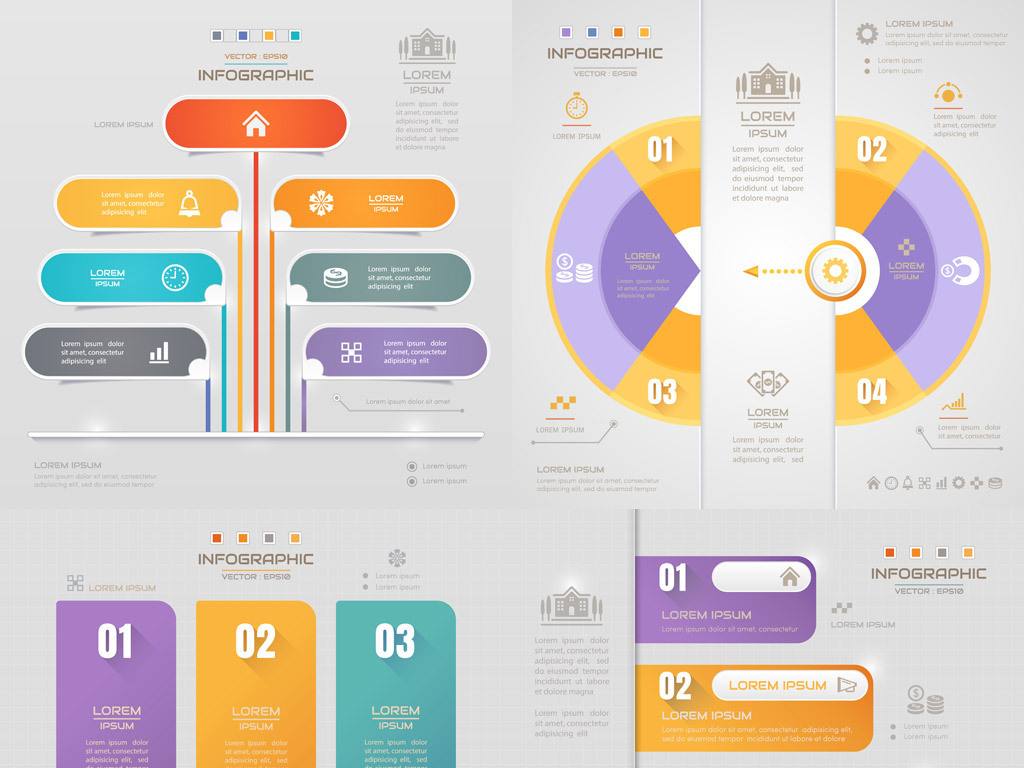 VECTOR : EPS10
INFOGRAPHIC
LOREM
IPSUM
Lorem ipsum dolor
sit amet, consectetur
adipisicing elit, sed
do eiusmod tempor
incididunt ut labore
et dolore magna
LOREM IPSUM
Lorem ipsum dolor
sit amet, consectetur
adipisicing elit
LOREM
IPSUM
LOREM
IPSUM
Lorem ipsum dolor
sit amet, consectetur
adipisicing elit
Lorem ipsum dolor
sit amet, consectetur
adipisicing elit
Lorem ipsum dolor
sit amet, consectetur
adipisicing elit
Lorem ipsum dolor sit amet
LOREM IPSUM
Lorem ipsum dolor sit amet, consectetur
adipisicing elit, sed do eiusmod tempor
Lorem ipsum
Lorem ipsum
INFOGRAPHIC
VECTOR : EPS10
LOREM IPSUM
Lorem ipsum dolor sit amet, consectetur
adipisicing elit, sed do eiusmod tempor
Lorem ipsum
Lorem ipsum
LOREM IPSUM
LOREM
IPSUM
Lorem ipsum dolor
sit amet, consectetur
adipisicing elit, sed
do eiusmod tempor
incididunt ut labore
et dolore magna
Lorem ipsum dolor
sit amet, consectetur
adipisicing elit
01
02
LOREM
IPSUM
Lorem ipsum dolor
sit amet, consectetur
adipisicing elit
LOREM
IPSUM
03
04
LOREM IPSUM
LOREM
IPSUM
Lorem ipsum dolor
sit amet, consectetur
adipisicing elit, sed
Lorem ipsum dolor
sit amet, consectetur
adipisicing elit
LOREM IPSUM
Lorem ipsum dolor sit amet, consectetur
adipisicing elit, sed do eiusmod tempor
INFOGRAPHIC
VECTOR : EPS10
LOREM IPSUM
Lorem ipsum
Lorem ipsum
01
LOREM
IPSUM
Lorem ipsum dolor
sit amet, consectetur
adipisicing elit, sed
02
LOREM
IPSUM
Lorem ipsum dolor
sit amet, consectetur
adipisicing elit, sed
03
LOREM
IPSUM
Lorem ipsum dolor
sit amet, consectetur
adipisicing elit, sed
Lorem ipsum dolor
sit amet, consectetur
adipisicing elit, sed
do eiusmod tempor
incididunt ut labore
et dolore magna
Lorem ipsum dolor
sit amet, consectetur
adipisicing elit
01
LOREM IPSUM
Lorem ipsum dolor sit amet, consectetur
INFOGRAPHIC
VECTOR : EPS10
LOREM IPSUM
02
LOREM IPSUM
LOREM IPSUM
Lorem ipsum dolor sit amet, consectetur
adipisicing elit, sed do eiusmod tempor incididunt ut labore et dolore
Lorem ipsum
Lorem ipsum